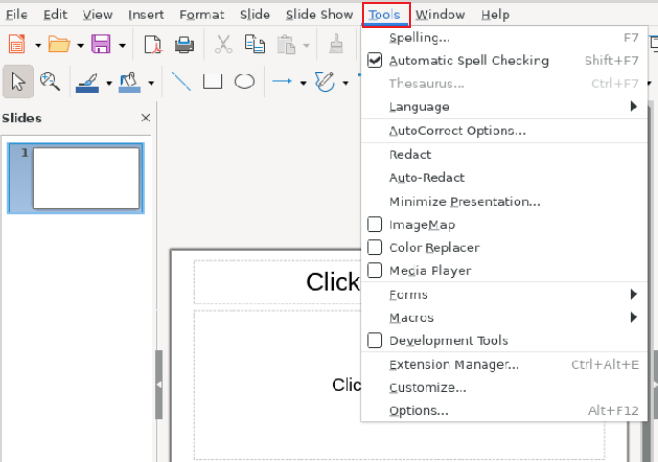 File Edit View Insert Format Slide Slide Show Tools Window Help
Spelling... F7
Automatic Spell Checking Shift+F7
Thesaurus... Ctrl+F7
Language
AutoCorrect Options...
Redact
Auto-Redact
Minimize Presentation...
ImageMap
Color Replacer
Media Player
Forms
Macros
Development Tools
Extension Manager... Ctrl+Alt+E
Customize...
Options... Alt+F12
Slides
1
Click
Clic